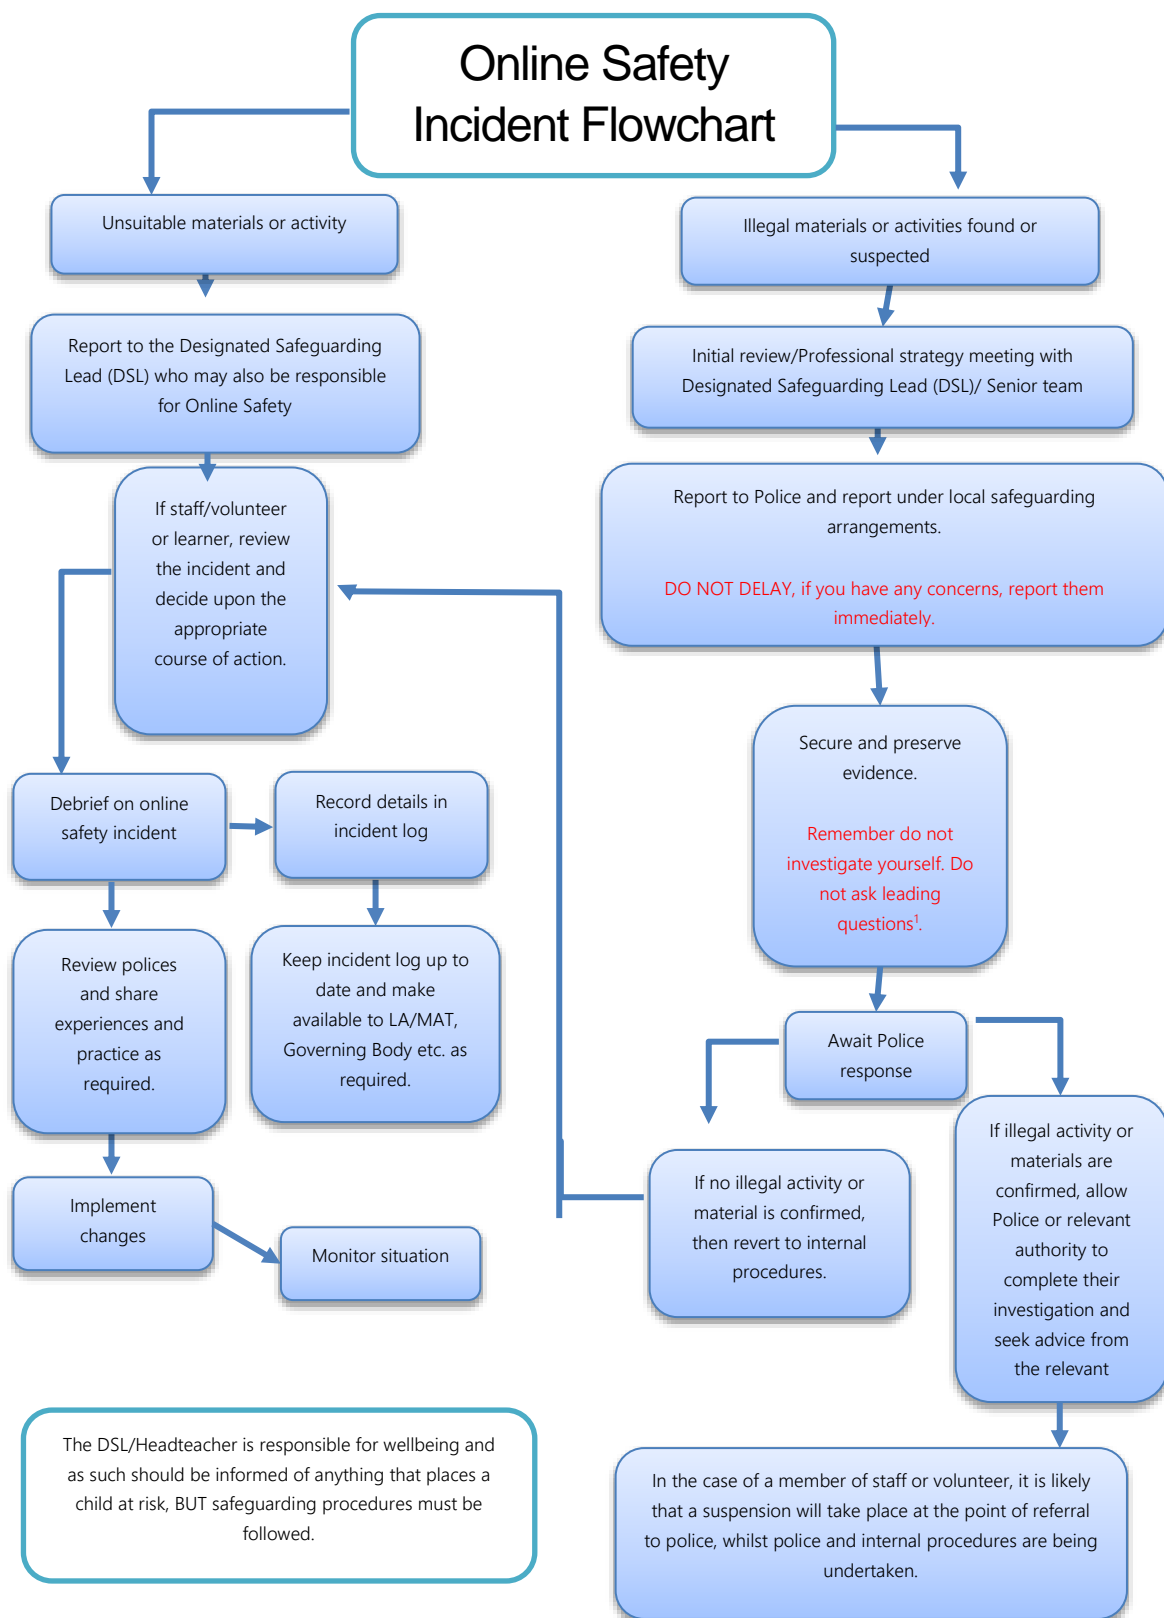 Online Safety
Incident Flowchart
Unsuitable materials or activity
Report to the Designated Safeguarding
Lead (DSL) who may also be responsible
for Online Safety
If staff/volunteer
or learner, review
the incident and
decide upon the
appropriate
course of action.
Debrief on online
safety incident
Record details in
incident log
Review polices
and share
experiences and
practice as
required.
Keep incident log up to
date and make
available to LA/MAT,
Governing Body etc. as
required.
Implement
changes
Monitor situation
Illegal materials or activities found or
suspected
Initial review/Professional strategy meeting with
Designated Safeguarding Lead (DSL)/ Senior team
Report to Police and report under local safeguarding
arrangements.
DO NOT DELAY, if you have any concerns, report them
immediately.
Secure and preserve
evidence.
Remember do not
investigate yourself. Do
not ask leading
questions¹.
Await Police
response
If no illegal activity or
material is confirmed,
then revert to internal
procedures.
If illegal activity or
materials are
confirmed, allow
Police or relevant
authority to
complete their
investigation and
seek advice from
the relevant
In the case of a member of staff or volunteer, it is likely
that a suspension will take place at the point of referral
to police, whilst police and internal procedures are being
undertaken.
The DSL/Headteacher is responsible for wellbeing and
as such should be informed of anything that places a
child at risk, BUT safeguarding procedures must be
followed.